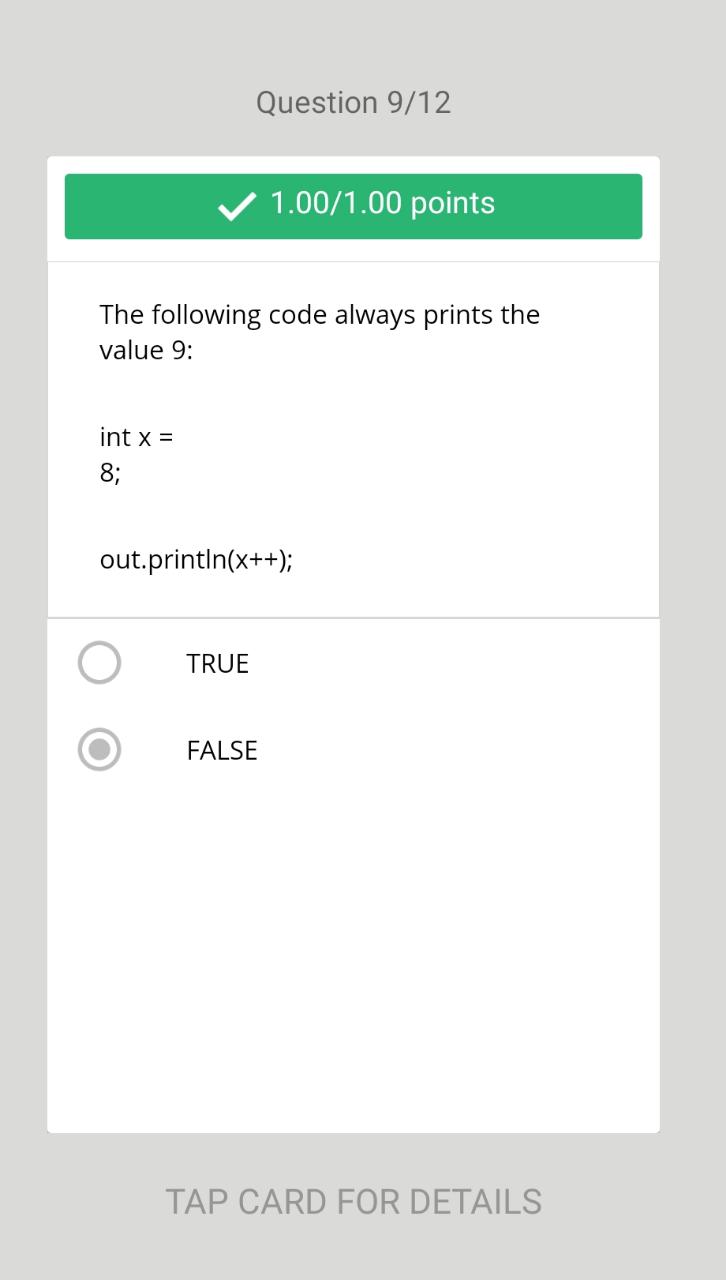 Question 9/12
1.00/1.00 points
The following code always prints the
value 9:
int x =
8;
out.println(x++);
TRUE
FALSE
TAP CARD FOR DETAILS